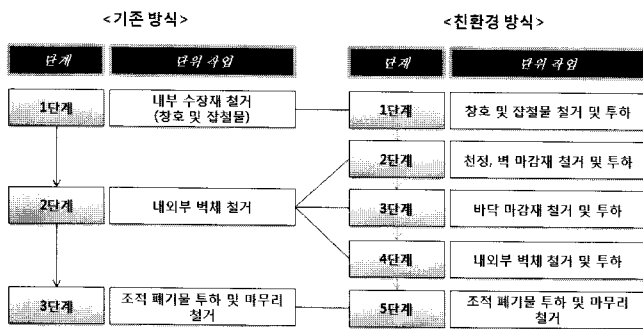 <기존 방식>
<친환경 방식>
단계 단위 작업
단계 단위 작업
1단계 내부 수장재 철거
(창호 및 잡철물)
1단계 창호 및 잡철물 철거 및 투하
2단계 천정, 벽 마감재 철거 및 투하
2단계 내외부 벽체 철거
3단계 바닥 마감재 철거 및 투하
4단계 내외부 벽체 철거 및 투하
3단계 조적 폐기물 투하 및 마무리
철거
5단계 조적 폐기물 투하 및 마무리
철거